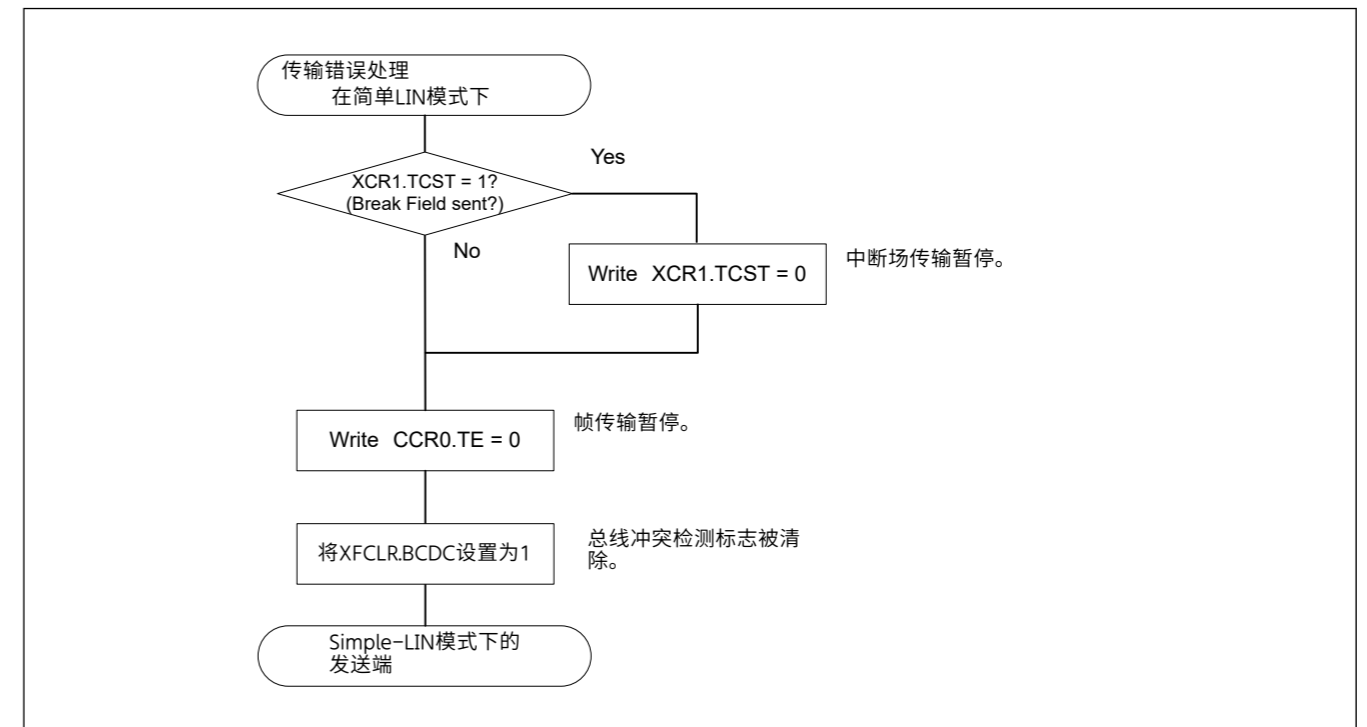 传输错误处理
在简单LIN模式下
Yes
XCR1.TCST = 1?
(Break Field sent?)
No
Write XCR1.TCST = 0
中断场传输暂停。
Write CCR0.TE = 0
帧传输暂停。
将XFCLR.BCDC设置为1
总线冲突检测标志被清
除。
Simple-LIN模式下的
发送端